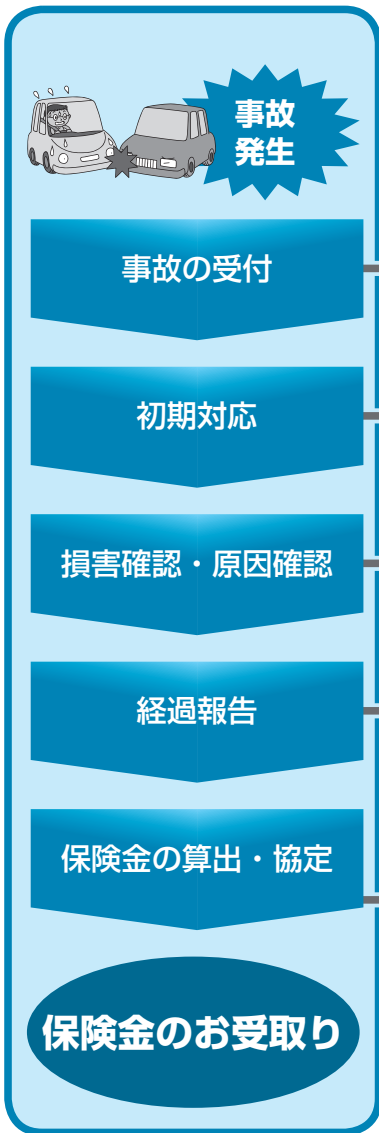 事故
発生
事故の受付
初期対応
損害確認・原因確認
経過報告
保険金の算出・協定
保険金のお受取り